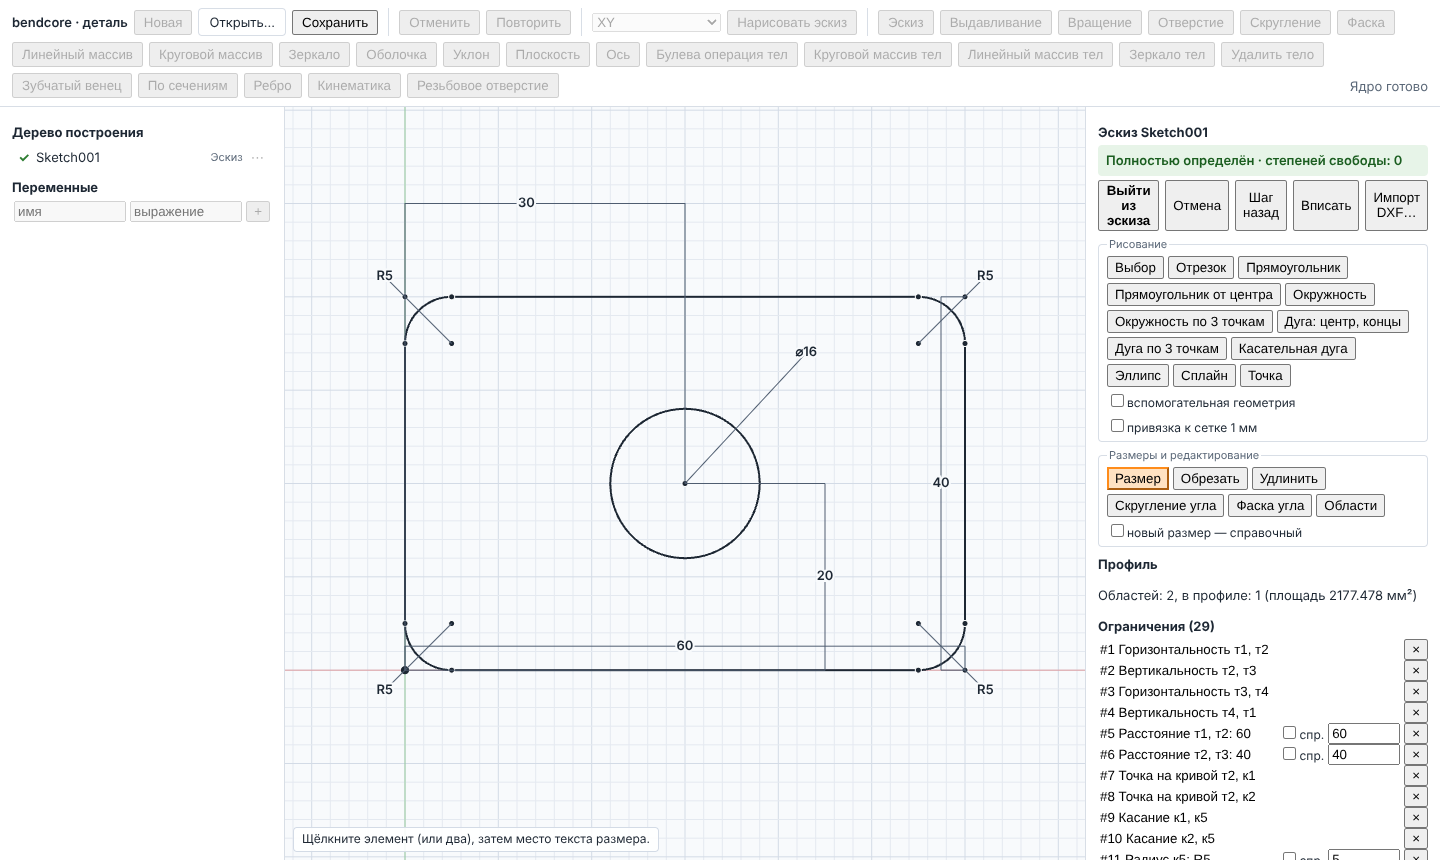 bendcore · деталь Новая Открыть... Сохранить Отменить Повторить XY Нарисовать эскиз Эскиз Выдавливание Вращение Отверстие Скругление Фаска
Линейный массив Круговой массив Зеркало Оболочка Уклон Плоскость Ось Булева операция тел Круговой массив тел Линейный массив тел Зеркало тел Удалить тело
Зубчатый венец По сечениям Ребро Кинематика Резьбовое отверстие Ядро готово
Дерево построения
✓ Sketch001 Эскиз ...
Переменные
имя выражение +
30
R5 R5
⌀16
40
20
60
R5 R5
Щёлкните элемент (или два), затем место текста размера.
Эскиз Sketch001
Полностью определён · степеней свободы: 0
Выйти из эскиза Отмена Шаг назад Вписать Импорт DXF...
Рисование
Выбор Отрезок Прямоугольник
Прямоугольник от центра Окружность
Окружность по 3 точкам Дуга: центр, концы
Дуга по 3 точкам Касательная дуга
Эллипс Сплайн Точка
вспомогательная геометрия
привязка к сетке 1 мм
Размеры и редактирование
Размер Обрезать Удлинить
Скругление угла Фаска угла Области
новый размер — справочный
Профиль
Областей: 2, в профиле: 1 (площадь 2177.478 мм²)
Ограничения (29)
#1 Горизонтальность т1, т2 ×
#2 Вертикальность т2, т3 ×
#3 Горизонтальность т3, т4 ×
#4 Вертикальность т4, т1 ×
#5 Расстояние т1, т2: 60 спр. 60 ×
#6 Расстояние т2, т3: 40 спр. 40 ×
#7 Точка на кривой т2, к1 ×
#8 Точка на кривой т2, к2 ×
#9 Касание к1, к5 ×
#10 Касание к2, к5 ×
#11 Радиус к5: R5 спр. 5 ×